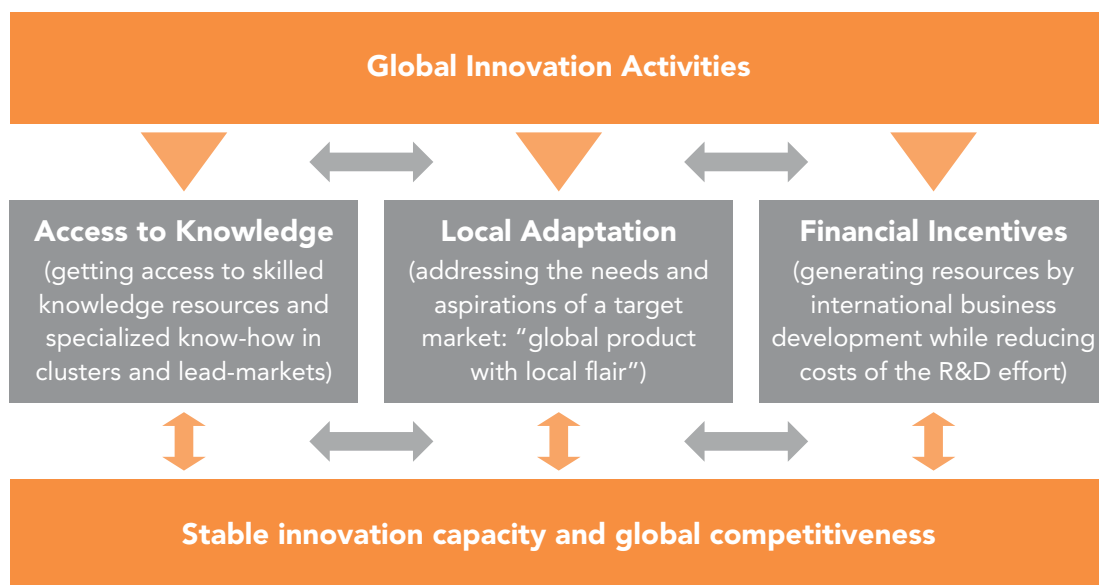 Global Innovation Activities
Access to Knowledge
(getting access to skilled
knowledge resources and
specialized know-how in
clusters and lead-markets)
Local Adaptation
(addressing the needs and
aspirations of a target
market: “global product
with local flair”)
Financial Incentives
(generating resources by
international business
development while reducing
costs of the R&D effort)
Stable innovation capacity and global competitiveness